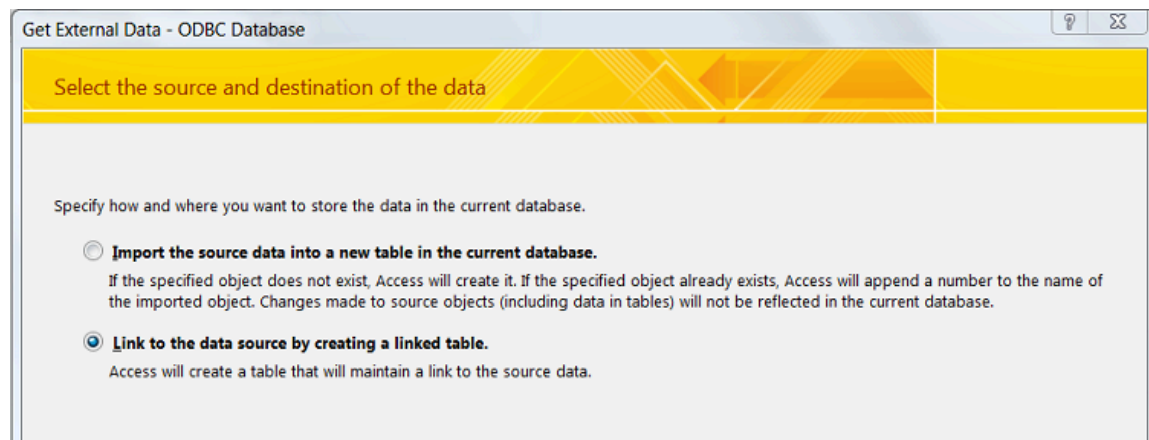 Get External Data - ODBC Database
Select the source and destination of the data
Specify how and where you want to store the data in the current database.
Import the source data into a new table in the current database.
If the specified object does not exist, Access will create it. If the specified object already exists, Access will append a number to the name of
the imported object. Changes made to source objects (including data in tables) will not be reflected in the current database.
Link to the data source by creating a linked table.
Access will create a table that will maintain a link to the source data.